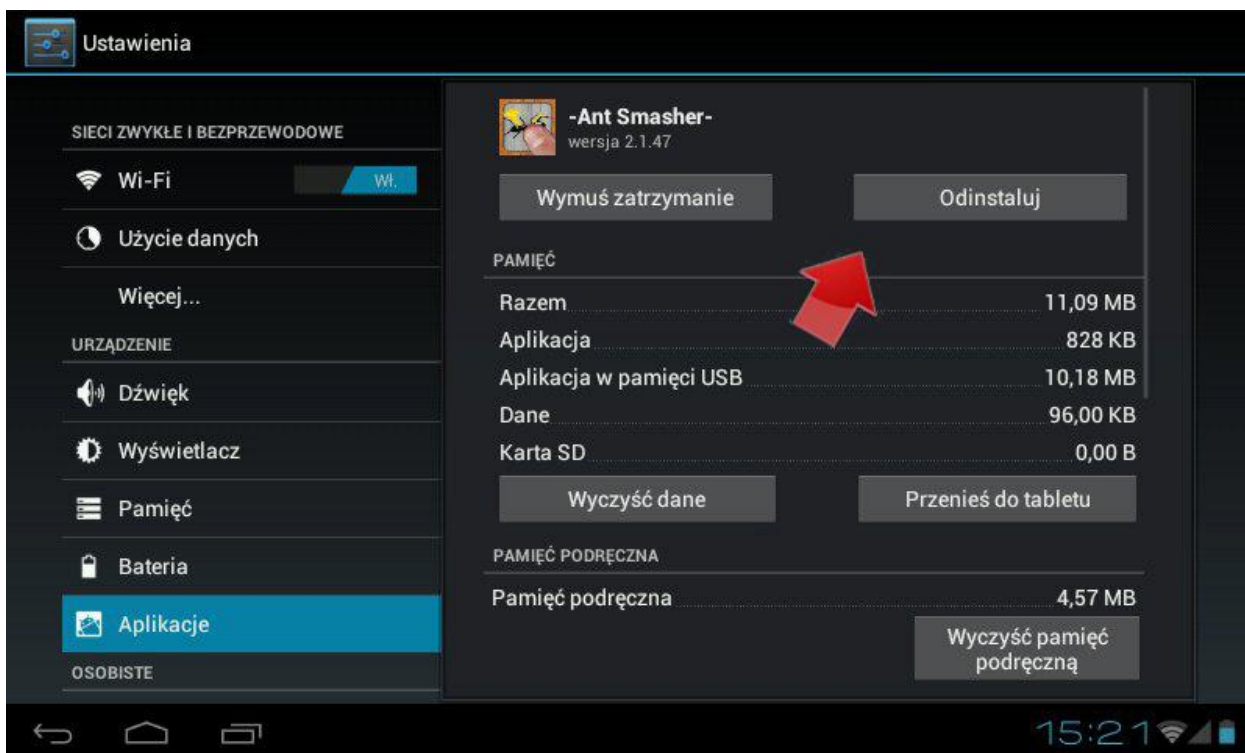 Ustawienia
SIECI ZWYKŁE I BEZPRZEWODOWE
Wi-Fi
Wł.
Użycie danych
Więcej...
URZĄDZENIE
Dźwięk
Wyświetlacz
Pamięć
Bateria
Aplikacje
OSOBISTE
-Ant Smasher-
wersja 2.1.47
Wymuś zatrzymanie
Odinstaluj
PAMIĘĆ
Razem 11,09 MB
Aplikacja 828 KB
Aplikacja w pamięci USB 10,18 MB
Dane 96,00 KB
Karta SD 0,00 B
Wyczyść dane
Przenieś do tabletu
PAMIĘĆ PODRĘCZNA
Pamięć podręczna 4,57 MB
Wyczyść pamięć
podręczną
15:21